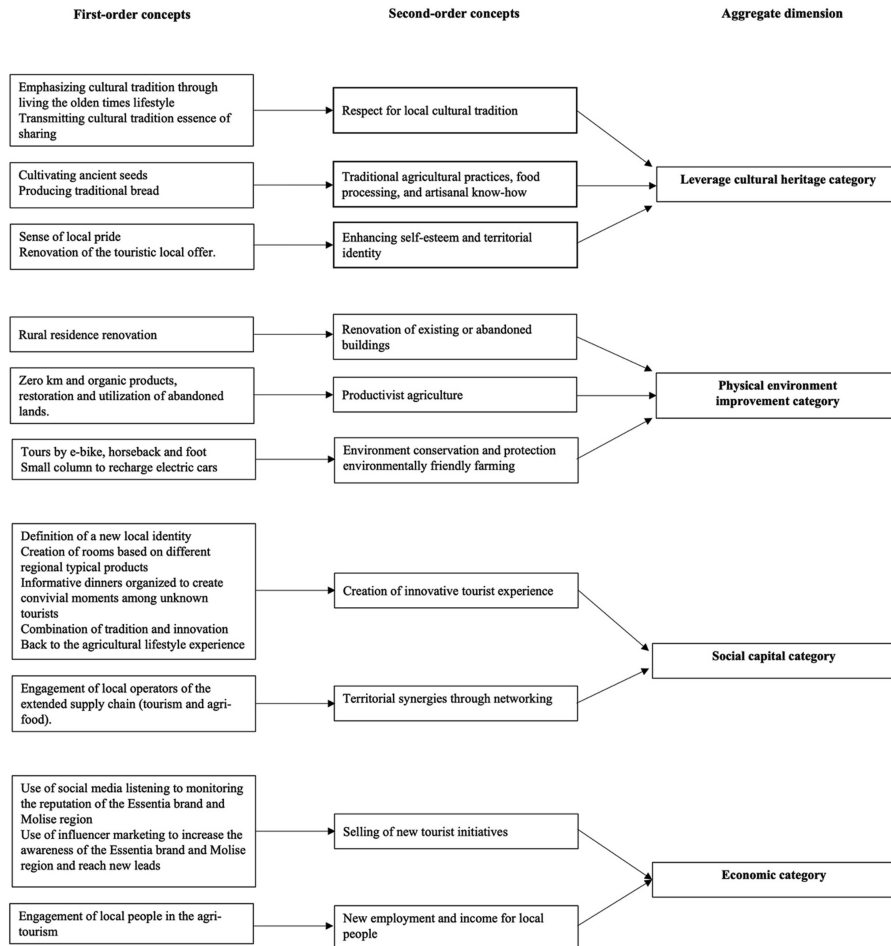 First-order concepts
Second-order concepts
Aggregate dimension
Emphasizing cultural tradition through
living the olden times lifestyle
Transmitting cultural tradition essence of
sharing
Respect for local cultural tradition
Cultivating ancient seeds
Producing traditional bread
Traditional agricultural practices, food
processing, and artisanal know-how
Leverage cultural heritage category
Sense of local pride
Renovation of the touristic local offer.
Enhancing self-esteem and territorial
identity
Rural residence renovation
Renovation of existing or abandoned
buildings
Zero km and organic products,
restoration and utilization of abandoned
lands.
Productivist agriculture
Physical environment
improvement category
Tours by e-bike, horseback and foot
Small column to recharge electric cars
Environment conservation and protection
environmentally friendly farming
Definition of a new local identity
Creation of rooms based on different
regional typical products
Informative dinners organized to create
convivial moments among unknown
tourists
Combination of tradition and innovation
Back to the agricultural lifestyle experience
Creation of innovative tourist experience
Social capital category
Engagement of local operators of the
extended supply chain (tourism and agri-
food).
Territorial synergies through networking
Use of social media listening to monitoring
the reputation of the Essentia brand and
Molise region
Use of influencer marketing to increase the
awareness of the Essentia brand and Molise
region and reach new leads
Selling of new tourist initiatives
Economic category
Engagement of local people in the agri-
tourism
New employment and income for local
people